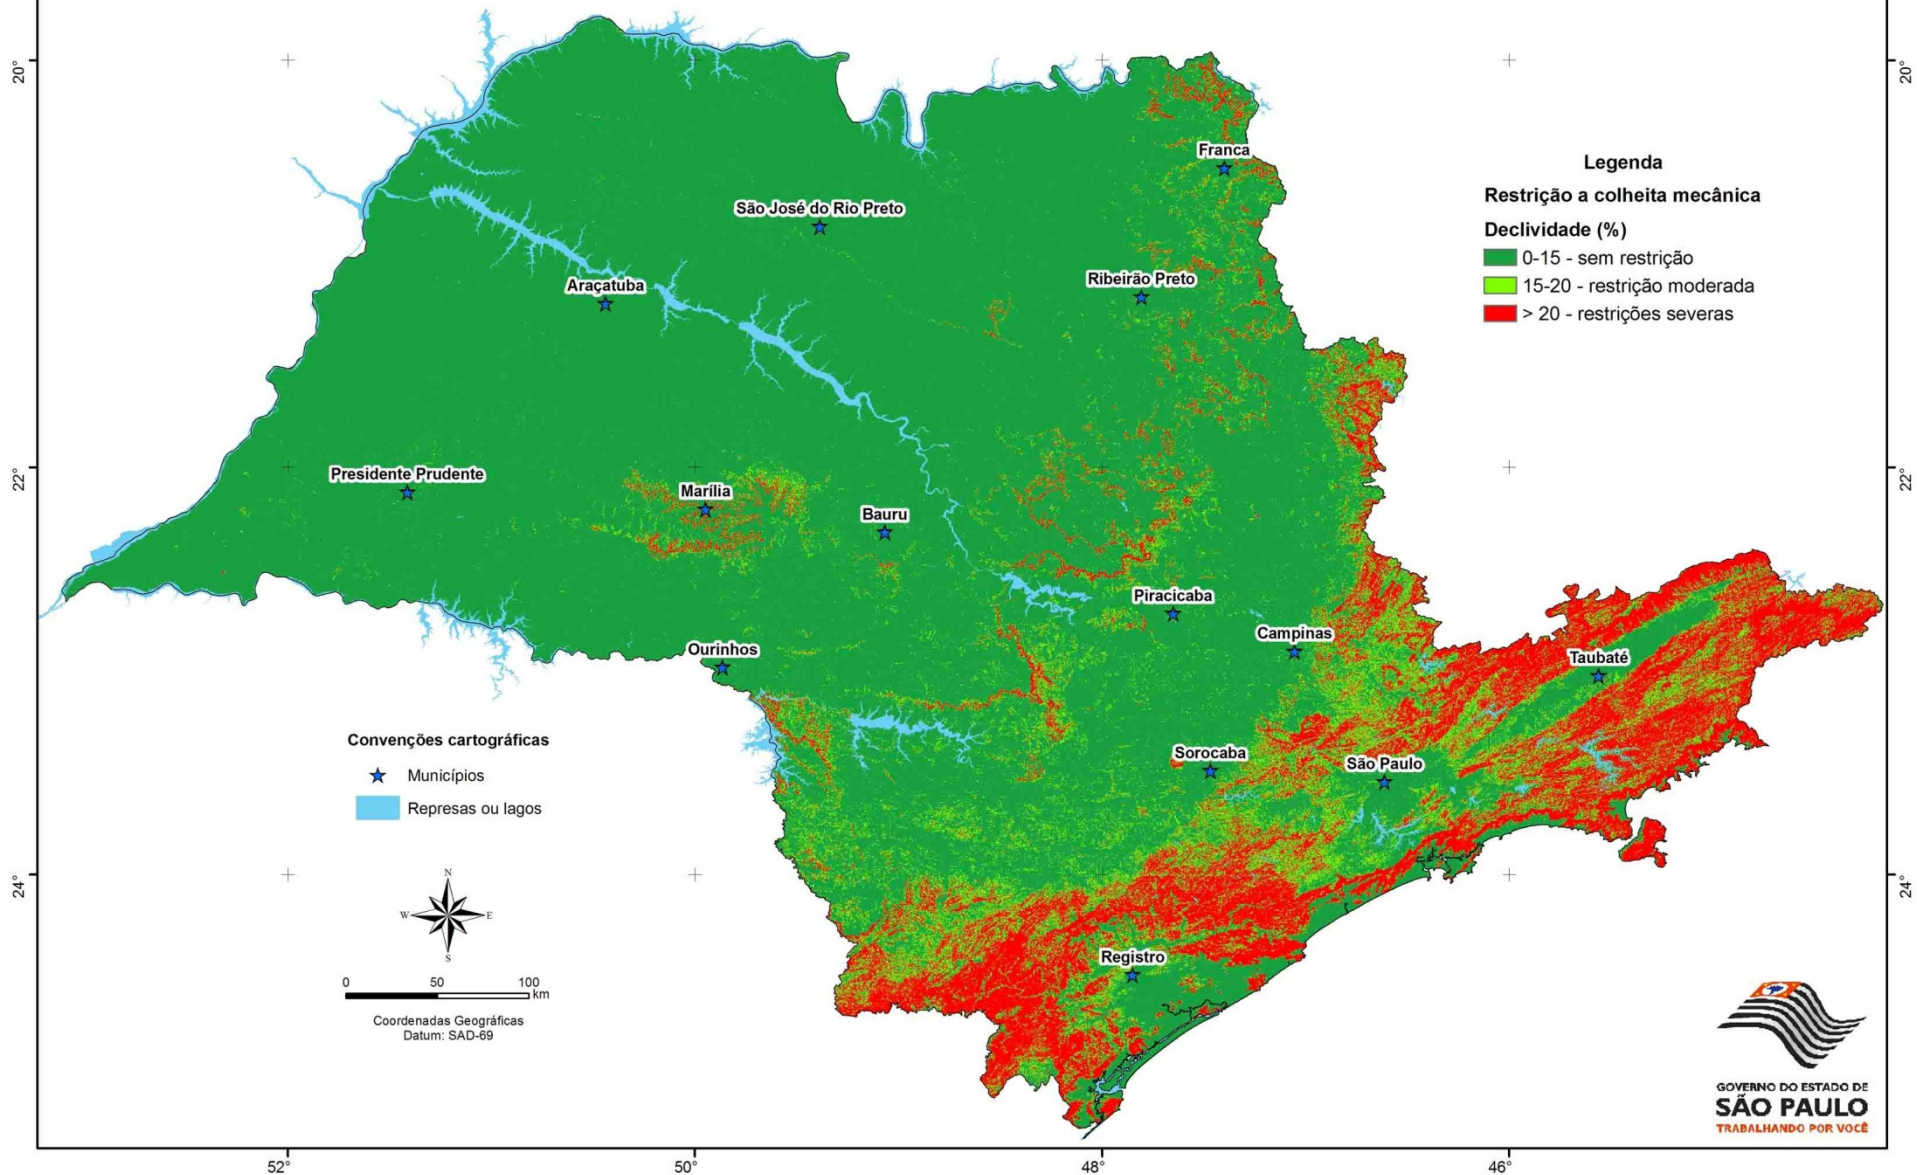 20°
20°
Franca
Legenda
Restrição a colheita mecânica
São José do Rio Preto
Declividade (%)
0-15 - sem restrição
Ribeirão Preto
15-20 - restrição moderada
Araçatuba
> 20 - restrições severas
22°
22°
Presidente Prudente
Marília
Bauru
Piracicaba
Campinas
Ourinhos
Taubaté
Convenções cartográficas
Sorocaba
São Paulo
Municípios
Represas ou lagos
24°
24°
N
W E
S
Registro
0 50 100
km
Coordenadas Geográficas
Datum: SAD-69
GOVERNO DO ESTADO DE
SÃO PAULO
TRABALHANDO POR VOCÊ
52° 50° 48° 46°